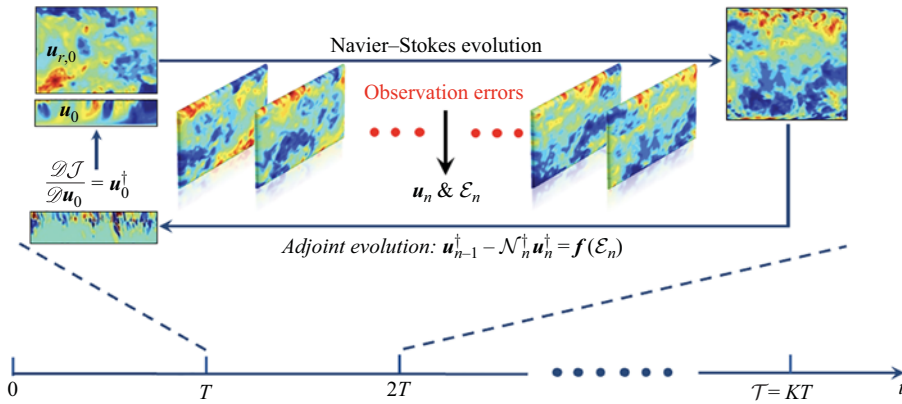 u_{r,0}
Navier–Stokes evolution
u_0
Observation errors
𝒟𝒥 / 𝒟u_0 = u_0^†
u_n & ℰ_n
Adjoint evolution: u_{n−1}^† – 𝒩_n^† u_n^† = f(ℰ_n)
0
T
2T
𝒯 = KT
t